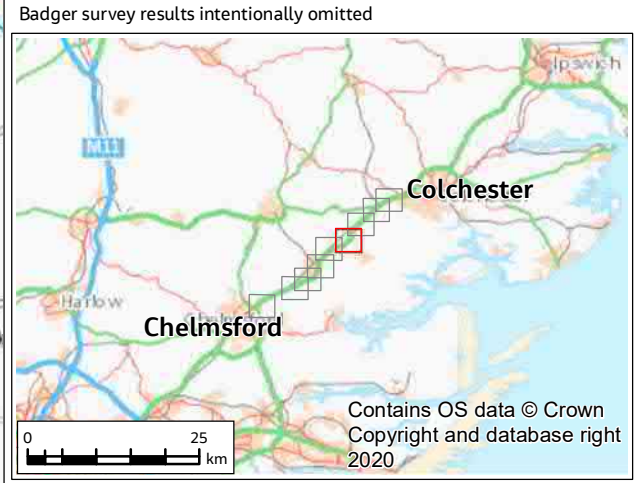 Badger survey results intentionally omitted
Ipswich
M11
Colchester
Harlow
Chelmsford
Contains OS data © Crown
Copyright and database right
2020
0 25
km